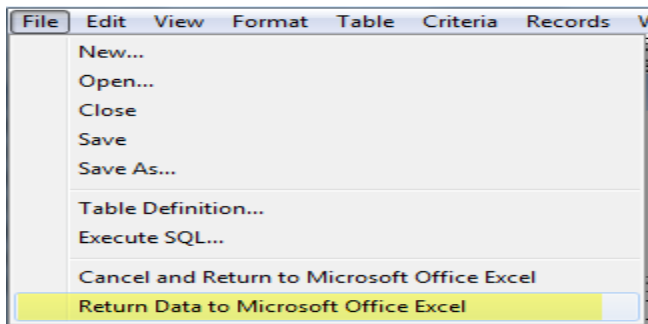 File Edit View Format Table Criteria Records
New...
Open...
Close
Save
Save As...
Table Definition...
Execute SQL...
Cancel and Return to Microsoft Office Excel
Return Data to Microsoft Office Excel